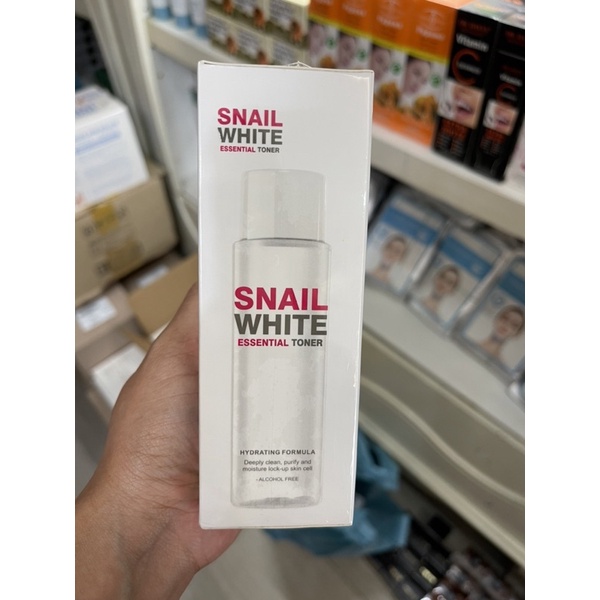 SNAIL
WHITE
ESSENTIAL TONER
SNAIL
WHITE
ESSENTIAL TONER
HYDRATING FORMULA
Deeply clean, purify and
moisture lock-up skin cell
-ALCOHOL FREE
Vitamin
C